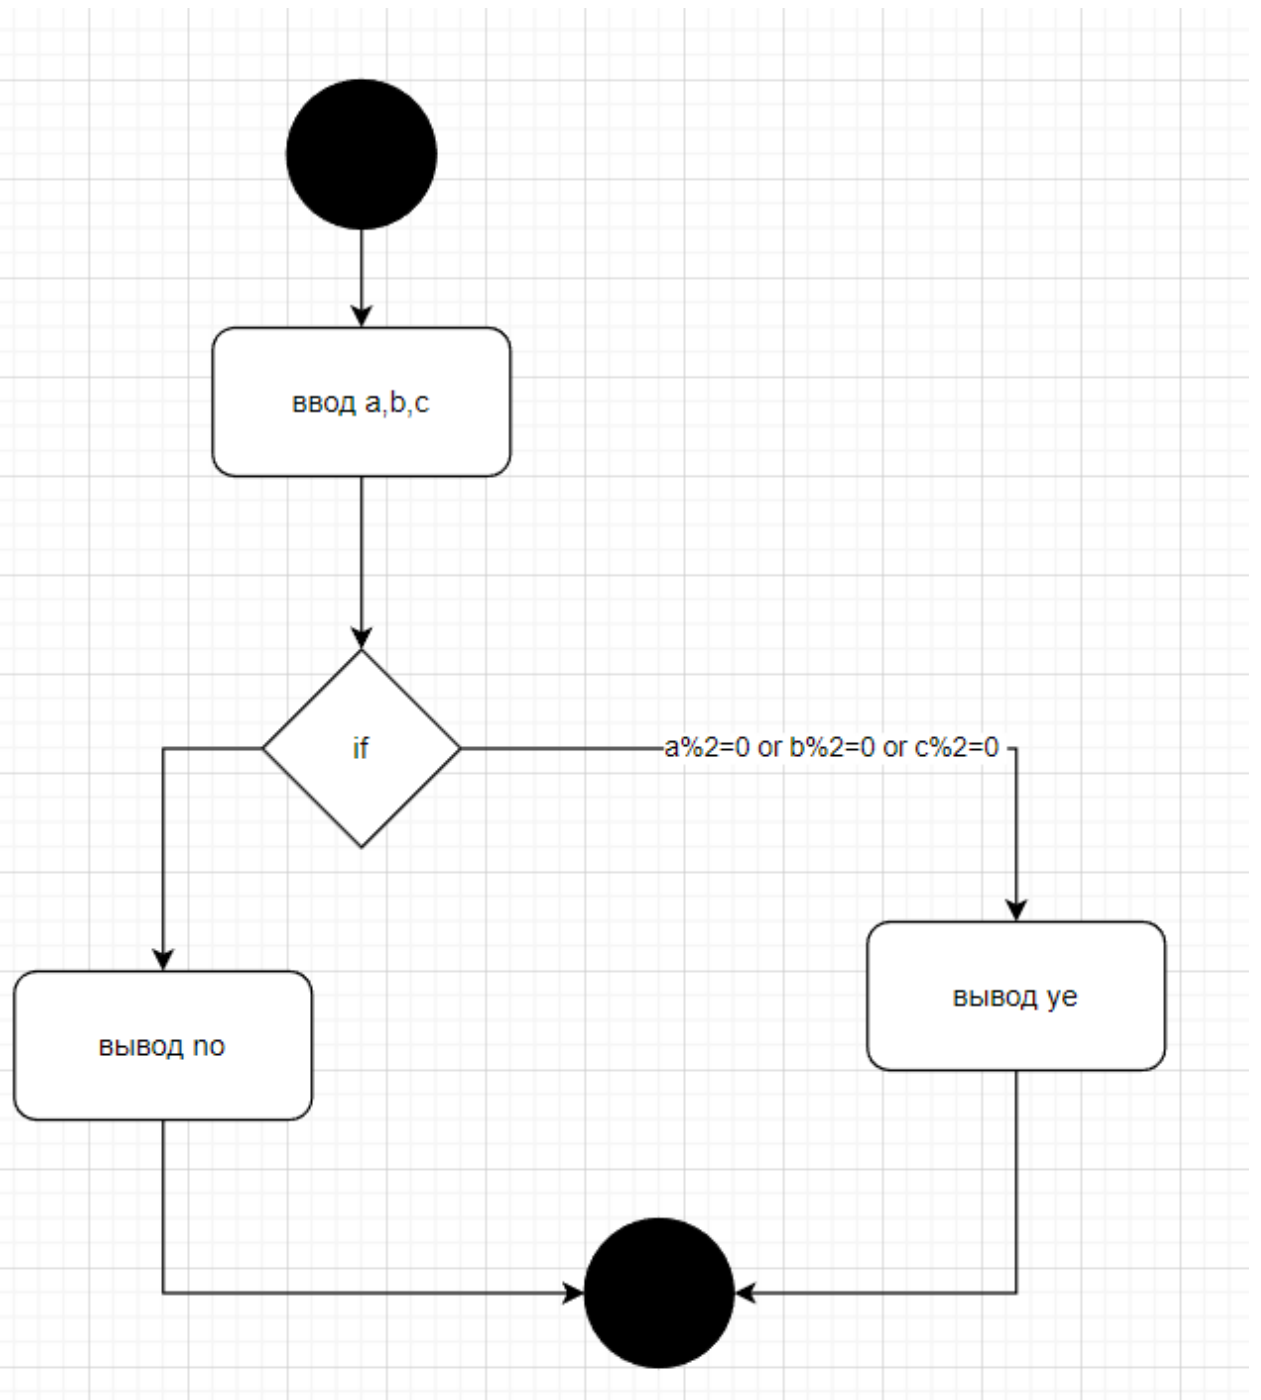 ввод a,b,c
if
a%2=0 or b%2=0 or c%2=0
вывод ye
вывод no